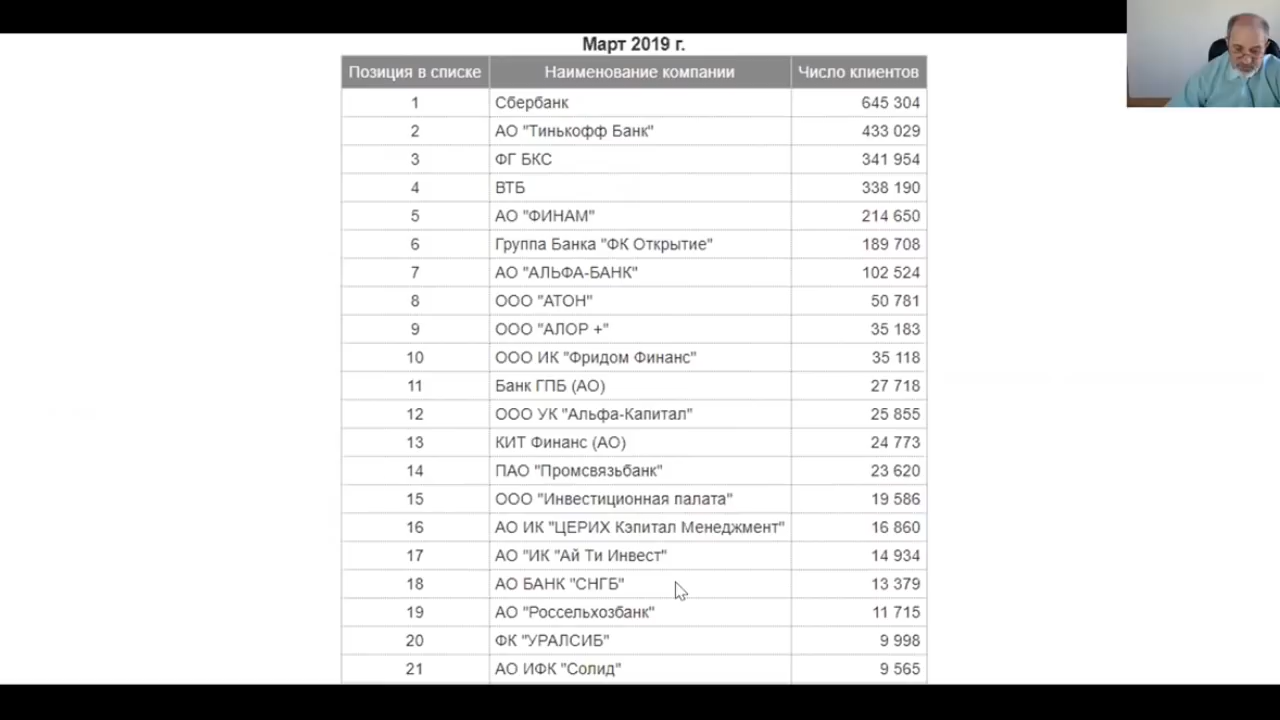 Март 2019 г.
Позиция в списке Наименование компании Число клиентов
1 Сбербанк 645 304
2 АО "Тинькофф Банк" 433 029
3 ФГ БКС 341 954
4 ВТБ 338 190
5 АО "ФИНАМ" 214 650
6 Группа Банка "ФК Открытие" 189 708
7 АО "АЛЬФА-БАНК" 102 524
8 ООО "АТОН" 50 781
9 ООО "АЛОР +" 35 183
10 ООО ИК "Фридом Финанс" 35 118
11 Банк ГПБ (АО) 27 718
12 ООО УК "Альфа-Капитал" 25 855
13 КИТ Финанс (АО) 24 773
14 ПАО "Промсвязьбанк" 23 620
15 ООО "Инвестиционная палата" 19 586
16 АО ИК "ЦЕРИХ Кэпитал Менеджмент" 16 860
17 АО "ИК "Ай Ти Инвест" 14 934
18 АО БАНК "СНГБ" 13 379
19 АО "Россельхозбанк" 11 715
20 ФК "УРАЛСИБ" 9 998
21 АО ИФК "Солид" 9 565